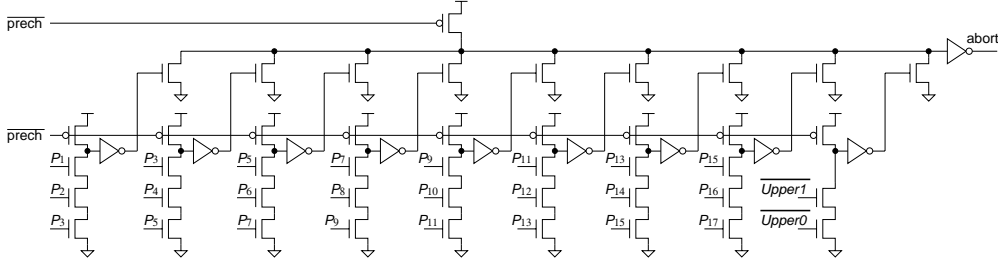 prech
abort
prech
P1 P3 P5 P7 P9 P11 P13 P15
P2 P4 P6 P8 P10 P12 P14 P16 Upper1
P3 P5 P7 P9 P11 P13 P15 P17 Upper0